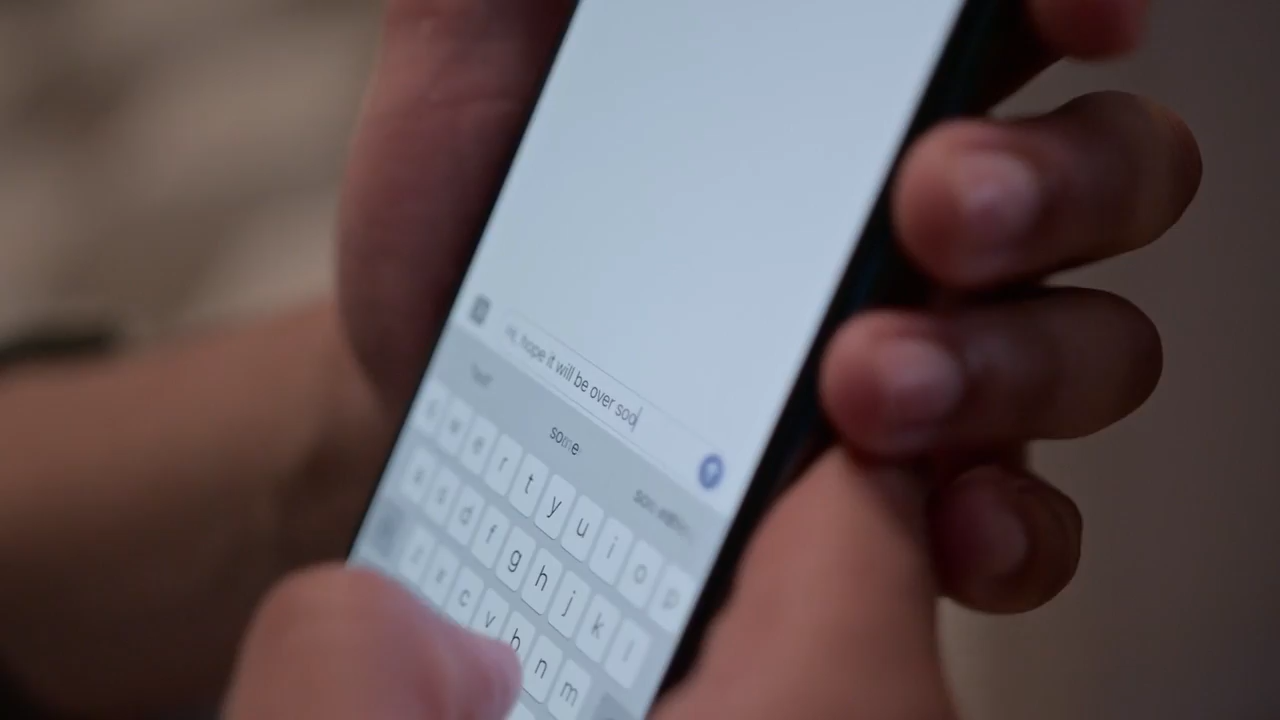 hope it will be over soo
some
w e r t y u i o p
a s d f g h j k l
z x c v b n m